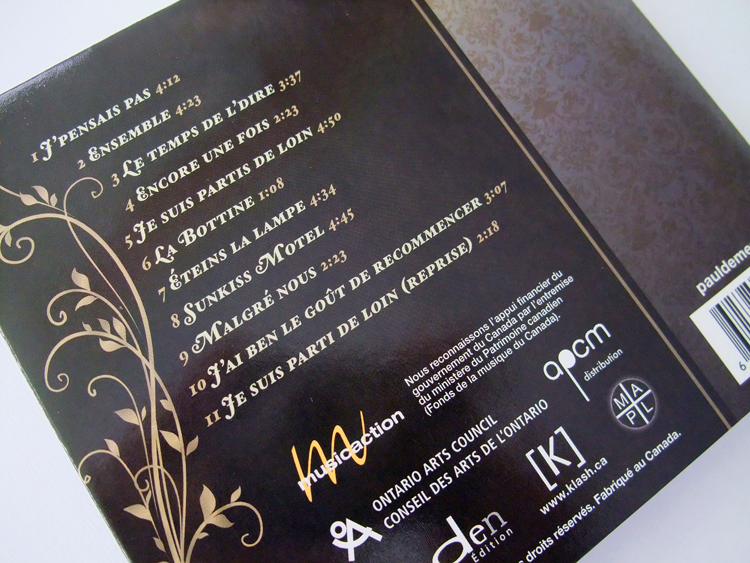 1 J'pensais pas 4:12
2 Ensemble 4:23
3 Le temps de l'dire 3:37
4 Encore une fois 2:23
5 Je suis partis de loin 4:50
6 La Bottine 1:08
7 Éteins la lampe 4:34
8 Sunkiss Motel 4:45
9 Malgré nous 2:23
10 J'ai ben le goût de recommencer 3:07
11 Je suis parti de loin (reprise) 2:18
Nous reconnaissons l'appui financier du
gouvernement du Canada par l'entremise
du ministère du Patrimoine canadien
(Fonds de la musique du Canada).
musicaction
apcm
distribution
MAPL
ONTARIO ARTS COUNCIL
CONSEIL DES ARTS DE L'ONTARIO
[K]
www.klash.ca
den
Édition
droits réservés. Fabriqué au Canada.
pauldeme
6